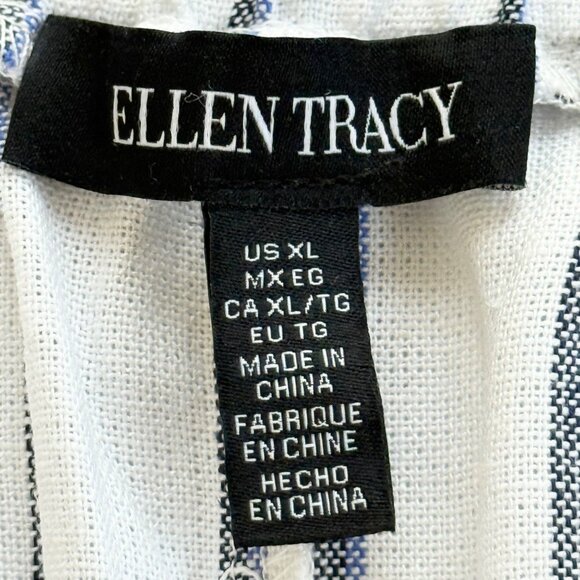 ELLEN TRACY
US XL
MX EG
CA XL/TG
EU TG
MADE IN
CHINA
FABRIQUE
EN CHINE
HECHO
EN CHINA